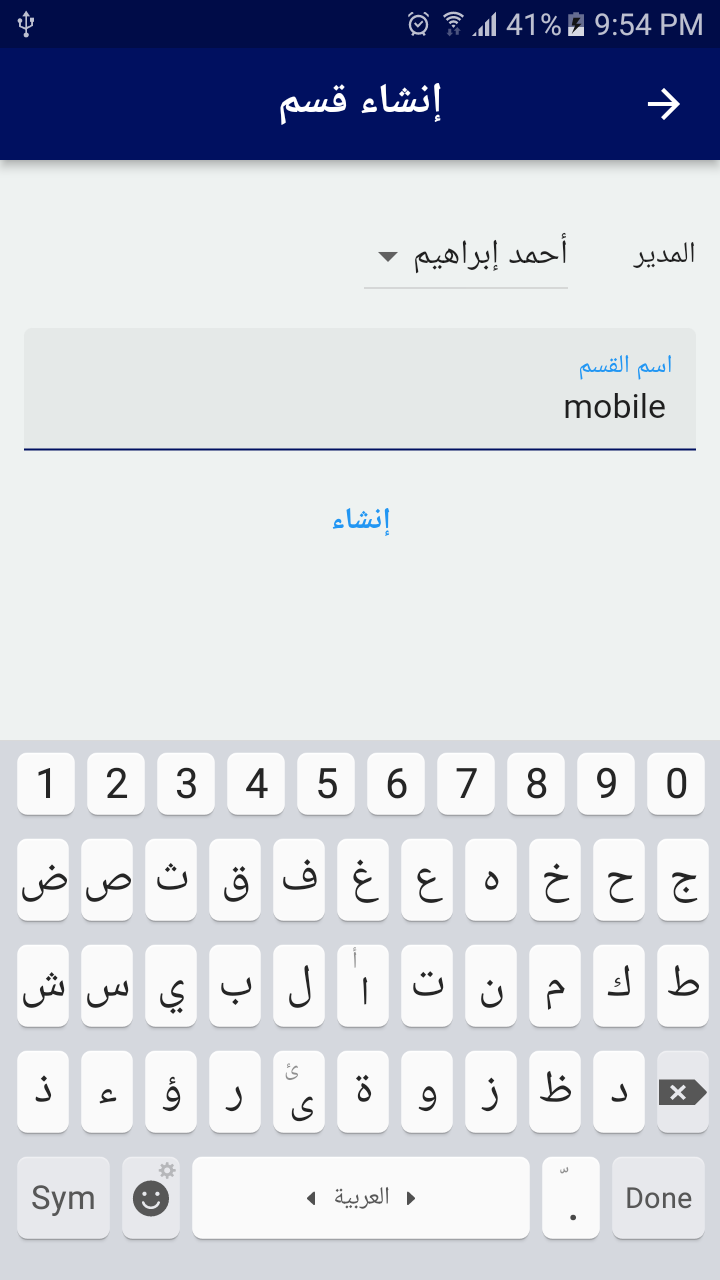 41% 9:54 PM
إنشاء قسم
المدير أحمد إبراهيم
اسم القسم
mobile
إنشاء
1 2 3 4 5 6 7 8 9 0
ض ص ث ق ف غ ع ه خ ح ج
ش س ي ب ل ا أ ت ن م ك ط
ذ ء ؤ ر ى ئ ة و ز ظ د
Sym العربية . Done